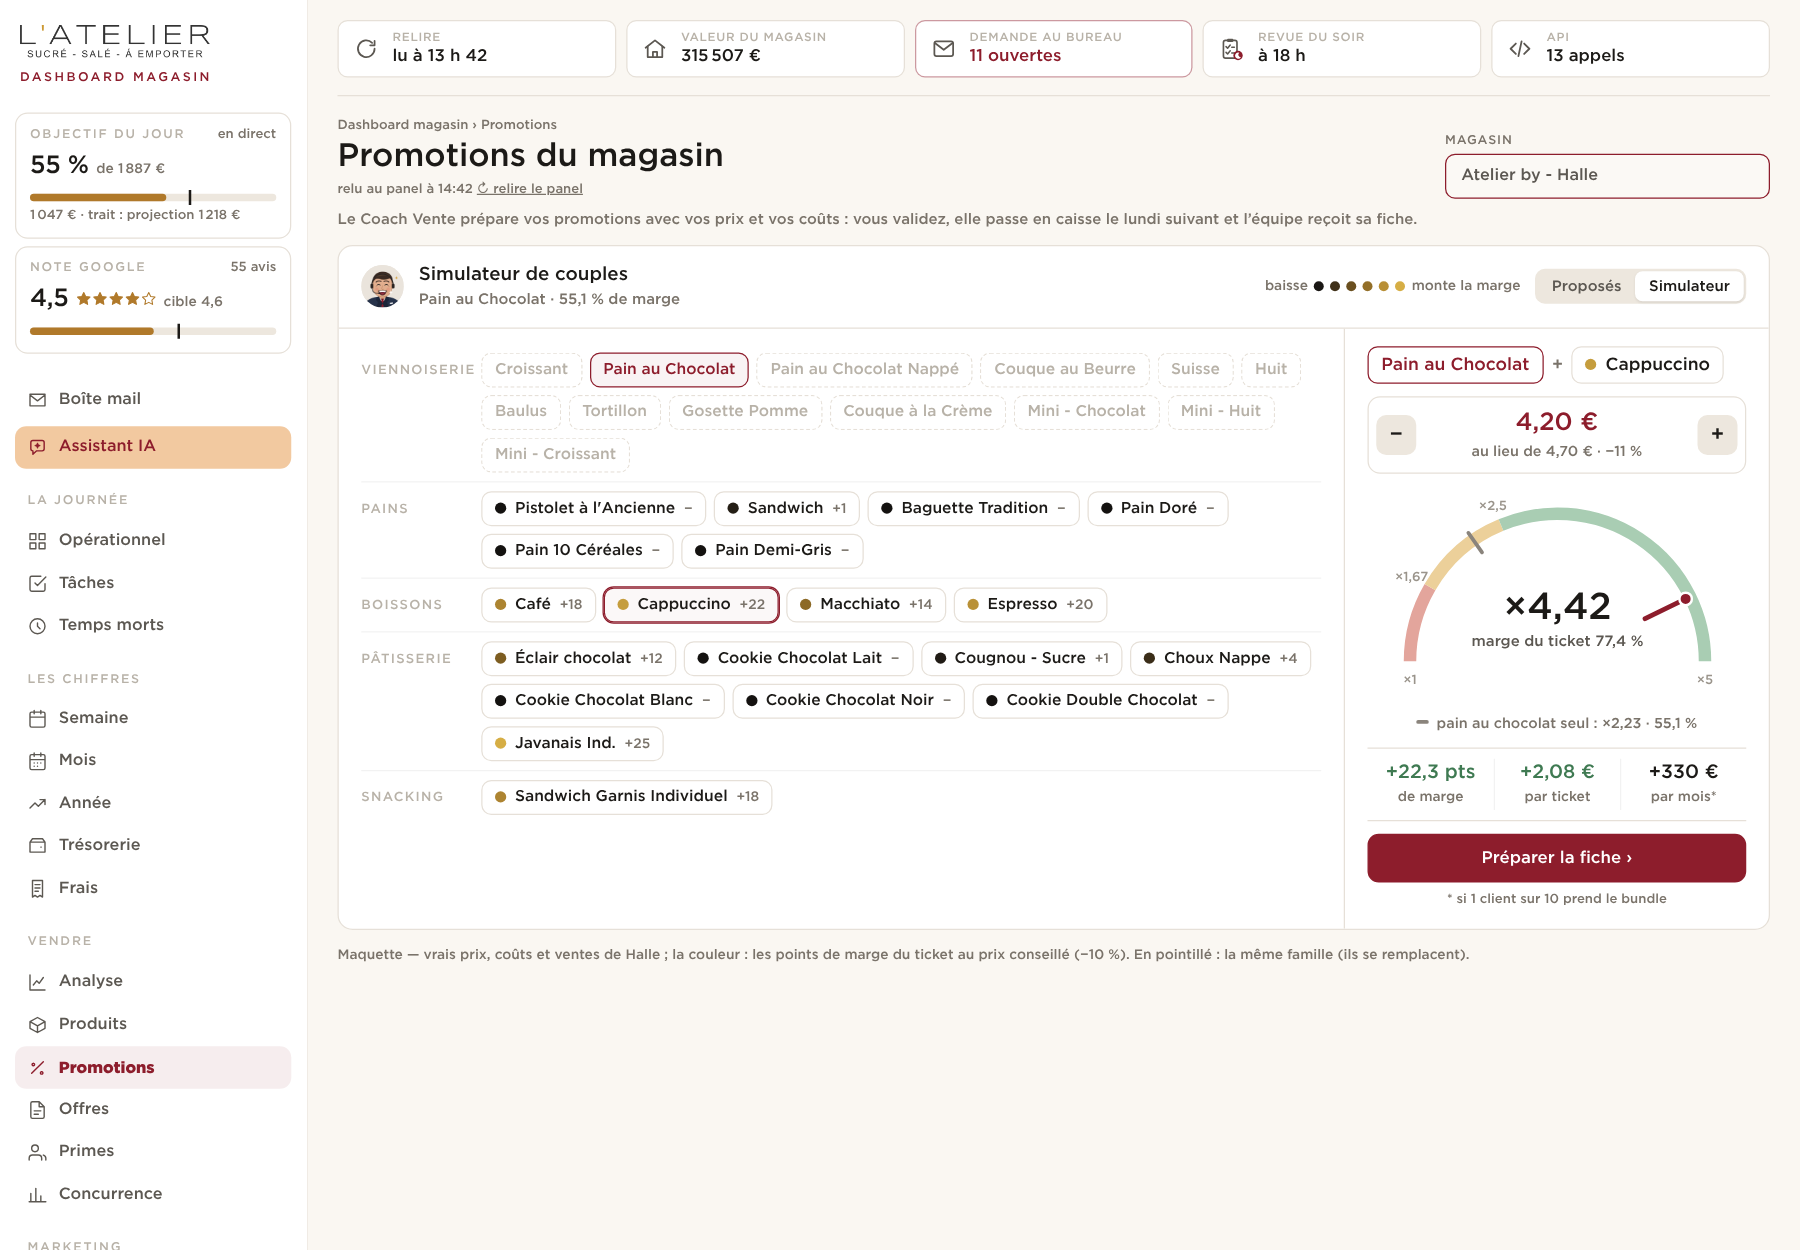 L'ATELIER
SUCRÉ - SALÉ - À EMPORTER
DASHBOARD MAGASIN
OBJECTIF DU JOUR en direct
55 % de 1 887 €
1 047 € · trait : projection 1 218 €
NOTE GOOGLE 55 avis
4,5 ★★★★☆ cible 4,6
Boîte mail
Assistant IA
LA JOURNÉE
Opérationnel
Tâches
Temps morts
LES CHIFFRES
Semaine
Mois
Année
Trésorerie
Frais
VENDRE
Analyse
Produits
Promotions
Offres
Primes
Concurrence
MARKETING
RELIRE
lu à 13 h 42
VALEUR DU MAGASIN
315 507 €
DEMANDE AU BUREAU
11 ouvertes
REVUE DU SOIR
à 18 h
API
13 appels
Dashboard magasin › Promotions
Promotions du magasin
relu au panel à 14:42 ↻ relire le panel
MAGASIN
Atelier by - Halle
Le Coach Vente prépare vos promotions avec vos prix et vos coûts : vous validez, elle passe en caisse le lundi suivant et l'équipe reçoit sa fiche.
Simulateur de couples
Pain au Chocolat · 55,1 % de marge
baisse monte la marge
Proposés Simulateur
VIENNOISERIE Croissant Pain au Chocolat Pain au Chocolat Nappé Couque au Beurre Suisse Huit
Baulus Tortillon Gosette Pomme Couque à la Crème Mini - Chocolat Mini - Huit
Mini - Croissant
PAINS Pistolet à l'Ancienne – Sandwich +1 Baguette Tradition – Pain Doré –
Pain 10 Céréales – Pain Demi-Gris –
BOISSONS Café +18 Cappuccino +22 Macchiato +14 Espresso +20
PÂTISSERIE Éclair chocolat +12 Cookie Chocolat Lait – Cougnou - Sucre +1 Choux Nappe +4
Cookie Chocolat Blanc – Cookie Chocolat Noir – Cookie Double Chocolat –
Javanais Ind. +25
SNACKING Sandwich Garnis Individuel +18
Pain au Chocolat + Cappuccino
− 4,20 € +
au lieu de 4,70 € · −11 %
×2,5
×1,67
×4,42
marge du ticket 77,4 %
×1 ×5
pain au chocolat seul : ×2,23 · 55,1 %
+22,3 pts +2,08 € +330 €
de marge par ticket par mois*
Préparer la fiche ›
* si 1 client sur 10 prend le bundle
Maquette — vrais prix, coûts et ventes de Halle ; la couleur : les points de marge du ticket au prix conseillé (−10 %). En pointillé : la même famille (ils se remplacent).